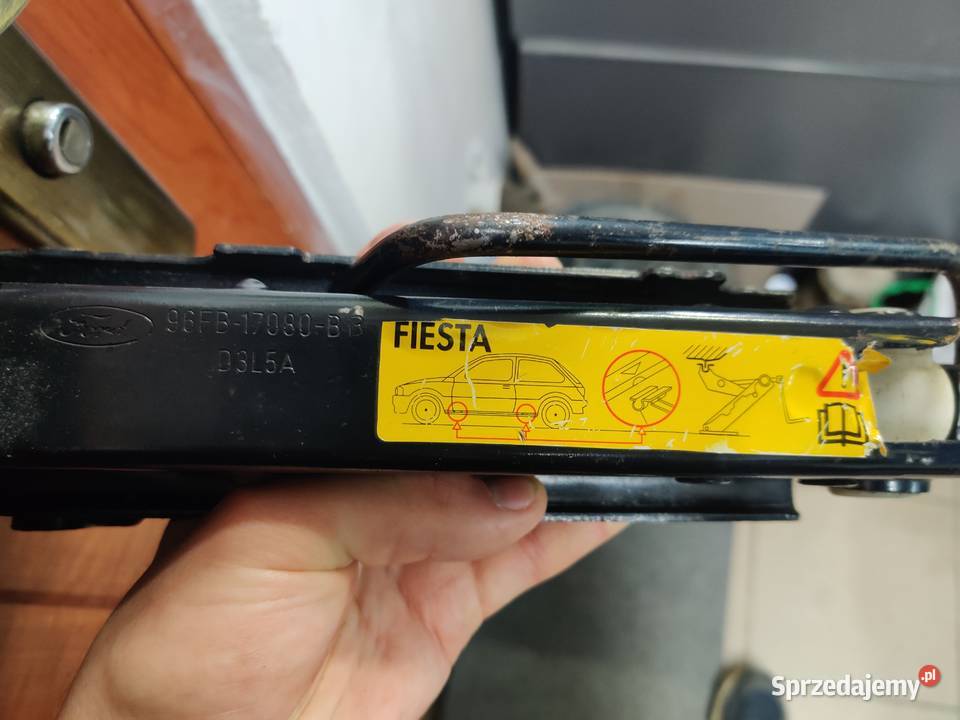 Ford 96FB-17080-BB
D3L5A
FIESTA
Sprzedajemy.pl